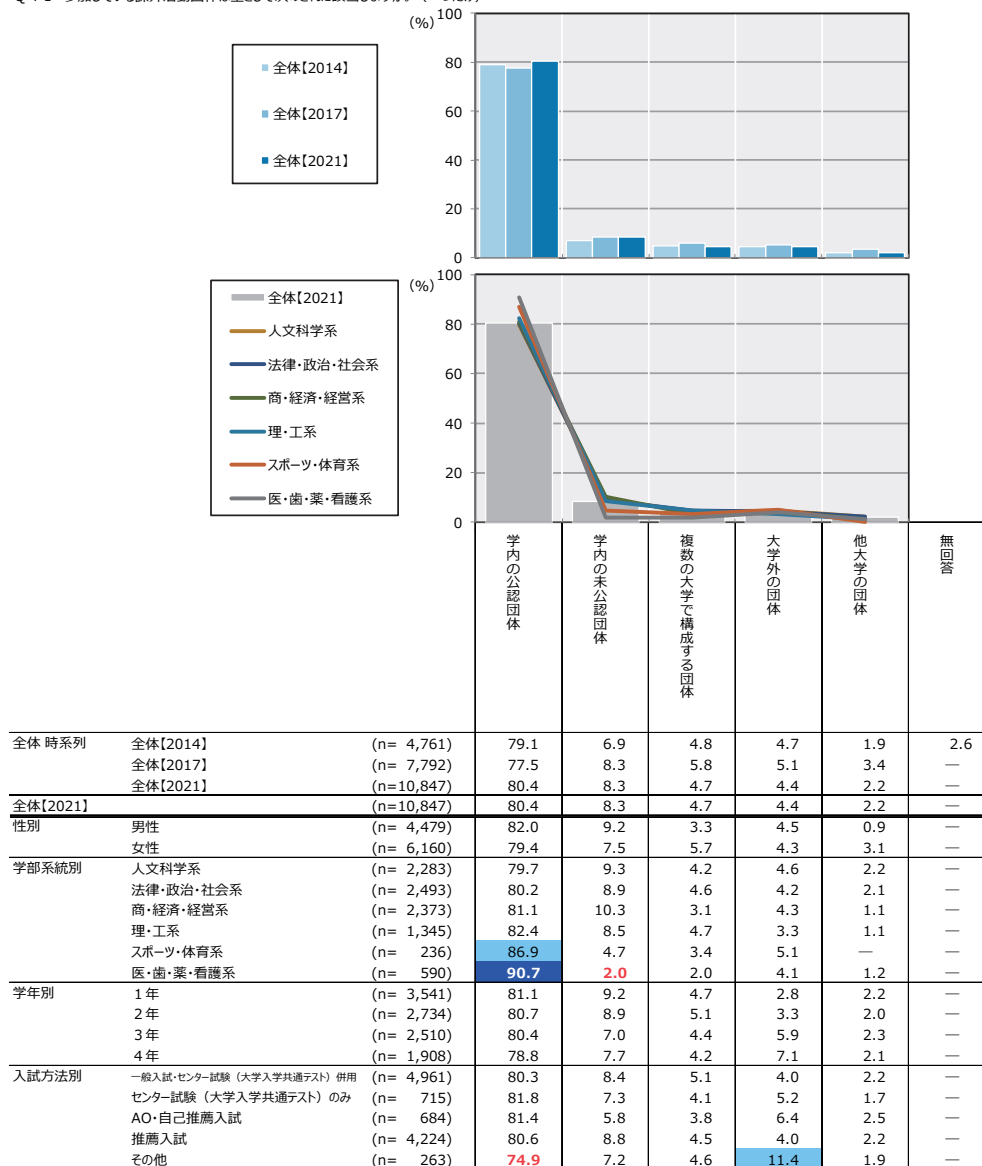 (%)
100
80
60
40
20
0
全体【2014】
全体【2017】
全体【2021】
(%)
100
80
60
40
20
0
全体【2021】
人文科学系
法律・政治・社会系
商・経済・経営系
理・工系
スポーツ・体育系
医・歯・薬・看護系
学内の公認団体
学内の未公認団体
複数の大学で構成する団体
大学外の団体
他大学の団体
無回答
全体 時系列 全体【2014】 (n= 4,761) 79.1 6.9 4.8 4.7 1.9 2.6
全体【2017】 (n= 7,792) 77.5 8.3 5.8 5.1 3.4 —
全体【2021】 (n=10,847) 80.4 8.3 4.7 4.4 2.2 —
全体【2021】 (n=10,847) 80.4 8.3 4.7 4.4 2.2 —
性別 男性 (n= 4,479) 82.0 9.2 3.3 4.5 0.9 —
女性 (n= 6,160) 79.4 7.5 5.7 4.3 3.1 —
学部系統別 人文科学系 (n= 2,283) 79.7 9.3 4.2 4.6 2.2 —
法律・政治・社会系 (n= 2,493) 80.2 8.9 4.6 4.2 2.1 —
商・経済・経営系 (n= 2,373) 81.1 10.3 3.1 4.3 1.1 —
理・工系 (n= 1,345) 82.4 8.5 4.7 3.3 1.1 —
スポーツ・体育系 (n= 236) 86.9 4.7 3.4 5.1 — —
医・歯・薬・看護系 (n= 590) 90.7 2.0 2.0 4.1 1.2 —
学年別 1年 (n= 3,541) 81.1 9.2 4.7 2.8 2.2 —
2年 (n= 2,734) 80.7 8.9 5.1 3.3 2.0 —
3年 (n= 2,510) 80.4 7.0 4.4 5.9 2.3 —
4年 (n= 1,908) 78.8 7.7 4.2 7.1 2.1 —
入試方法別 一般入試・センター試験(大学入学共通テスト)併用 (n= 4,961) 80.3 8.4 5.1 4.0 2.2 —
センター試験(大学入学共通テスト)のみ (n= 715) 81.8 7.3 4.1 5.2 1.7 —
AO・自己推薦入試 (n= 684) 81.4 5.8 3.8 6.4 2.5 —
推薦入試 (n= 4,224) 80.6 8.8 4.5 4.0 2.2 —
その他 (n= 263) 74.9 7.2 4.6 11.4 1.9 —